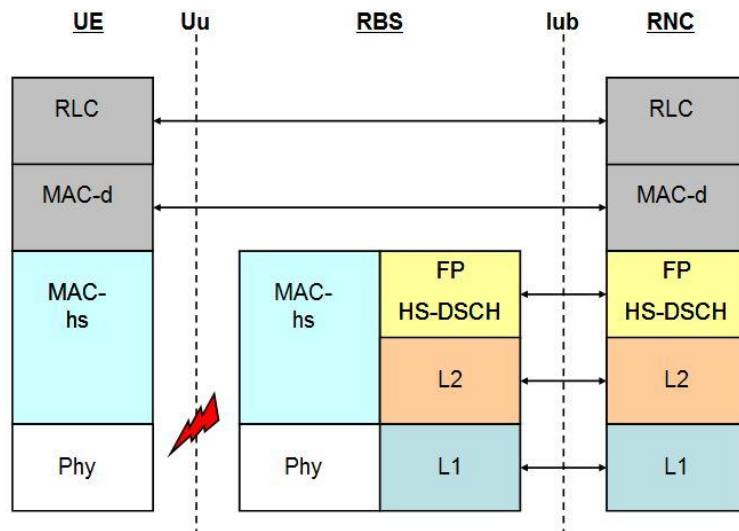 UE Uu RBS Iub RNC
RLC RLC
MAC-d MAC-d
MAC-
hs
MAC-
hs
FP
HS-DSCH
FP
HS-DSCH
L2 L2
Phy Phy L1 L1